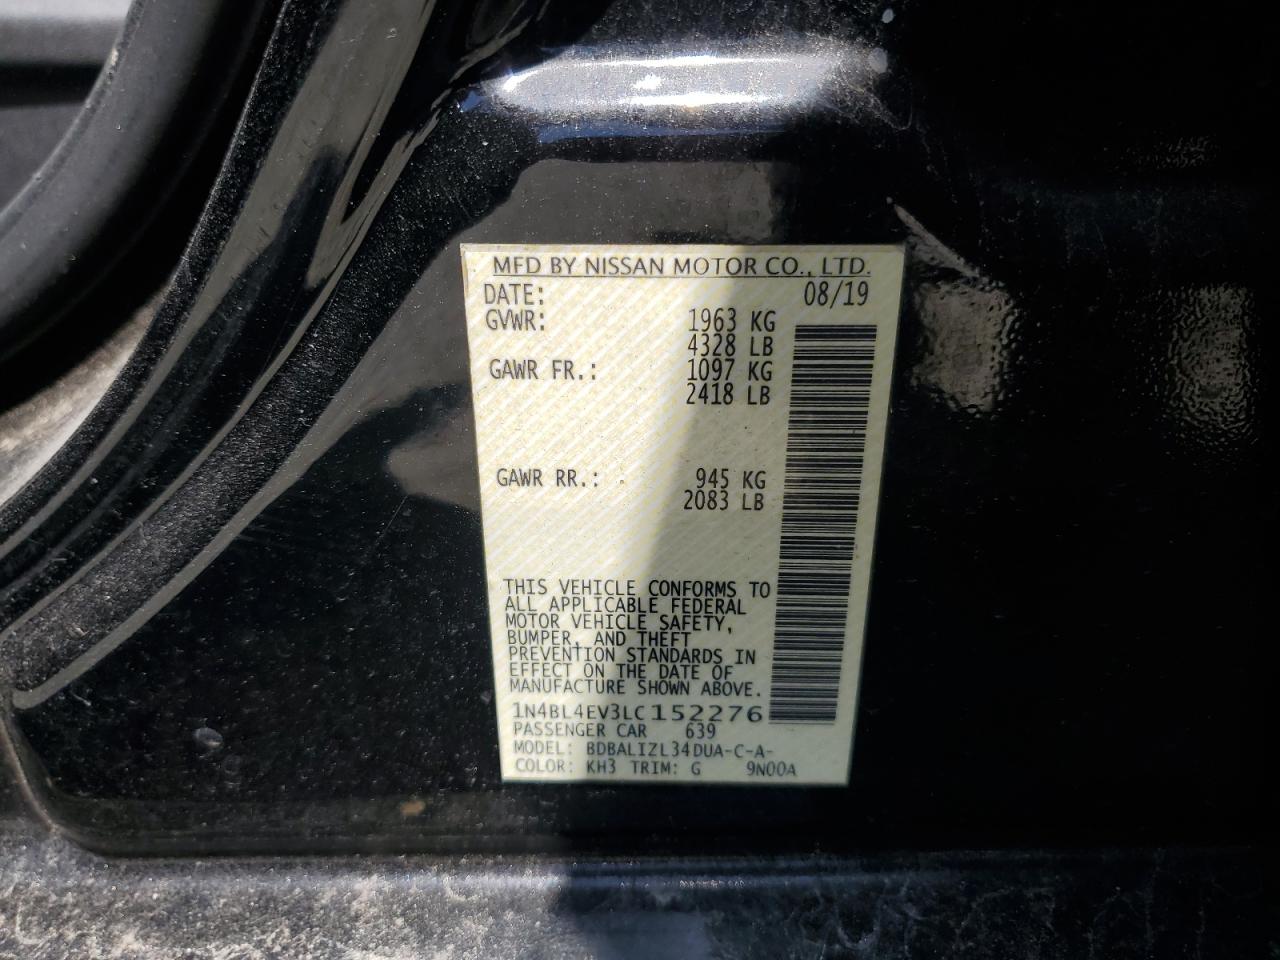 MFD BY NISSAN MOTOR CO., LTD.
DATE: 08/19
GVWR: 1963 KG
4328 LB
GAWR FR.: 1097 KG
2418 LB
GAWR RR.: 945 KG
2083 LB
THIS VEHICLE CONFORMS TO
ALL APPLICABLE FEDERAL
MOTOR VEHICLE SAFETY,
BUMPER, AND THEFT
PREVENTION STANDARDS IN
EFFECT ON THE DATE OF
MANUFACTURE SHOWN ABOVE.
1N4BL4EV3LC152276
PASSENGER CAR 639
MODEL: BDBALIZL34DUA-C-A-
COLOR: KH3 TRIM: G 9N00A